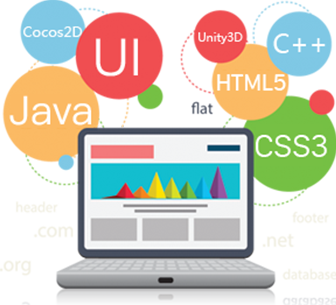 Cocos2D
UI
Unity3D
C++
HTML5
Java
flat
CSS3
header
footer
.com
.net
.org
database